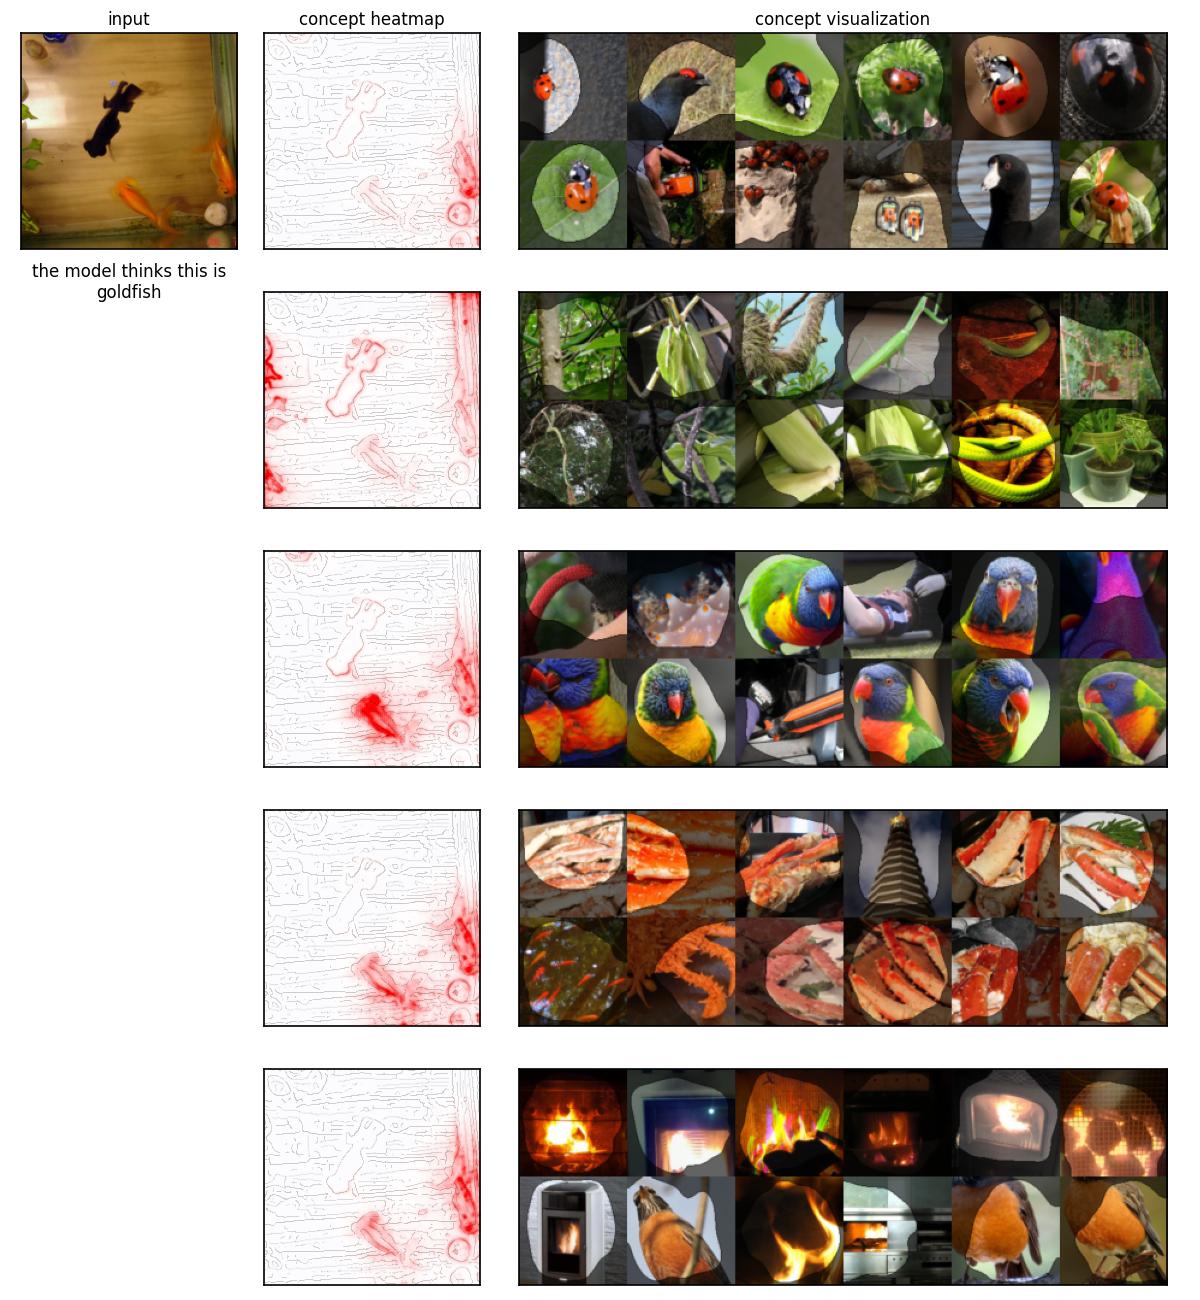 input
concept heatmap
concept visualization
the model thinks this is
goldfish